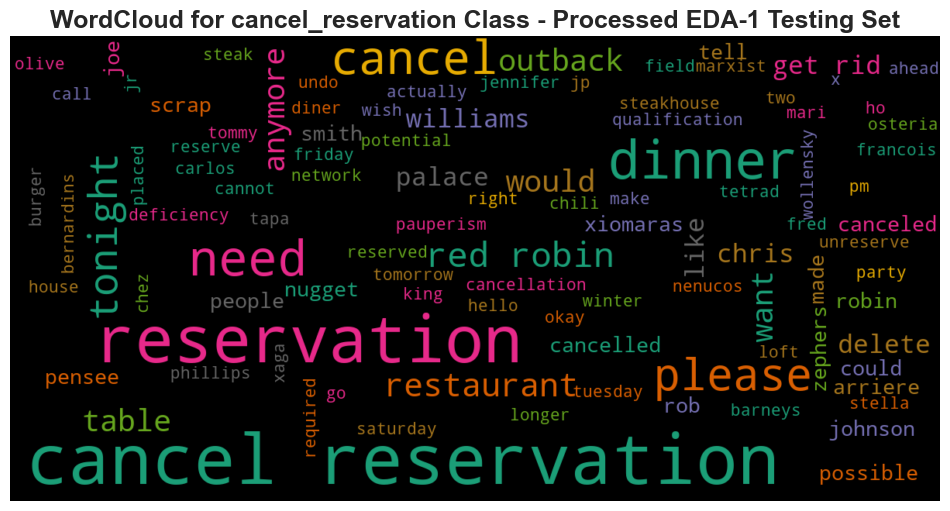 WordCloud for cancel_reservation Class - Processed EDA-1 Testing Set
olive
joe
steak
cancel
outback
tell
get rid
ahead
call
jr
anymore
undo
actually
jennifer
jp
field
marxist
x
scrap
diner
wish
williams
steakhouse
two
mari
ho
tommy
smith
potential
qualification
osteria
reserve
friday
dinner
wollensky
francois
burger
bernardins
tonight
placed
carlos
cannot
network
palace
would
right
chili
make
tetrad
pm
deficiency
tapa
pauperism
xiomaras
like
fred
canceled
need
reserved
red robin
chris
unreserve
house
chez
people
nugget
tomorrow
king
cancellation
hello
winter
nenucos
want
made
party
robin
reservation
okay
zephers
pensee
phillips
xaga
cancelled
loft
delete
could
restaurant
tuesday
please
arriere
required
go
rob
barneys
stella
table
saturday
longer
johnson
cancel reservation
possible